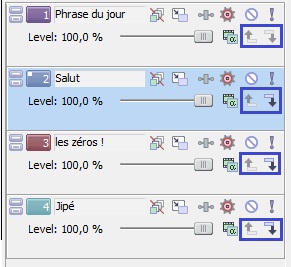 1 Phrase du jour
Level: 100,0 %
2 Salut
Level: 100,0 %
3 les zéros !
Level: 100,0 %
4 Jipé
Level: 100,0 %